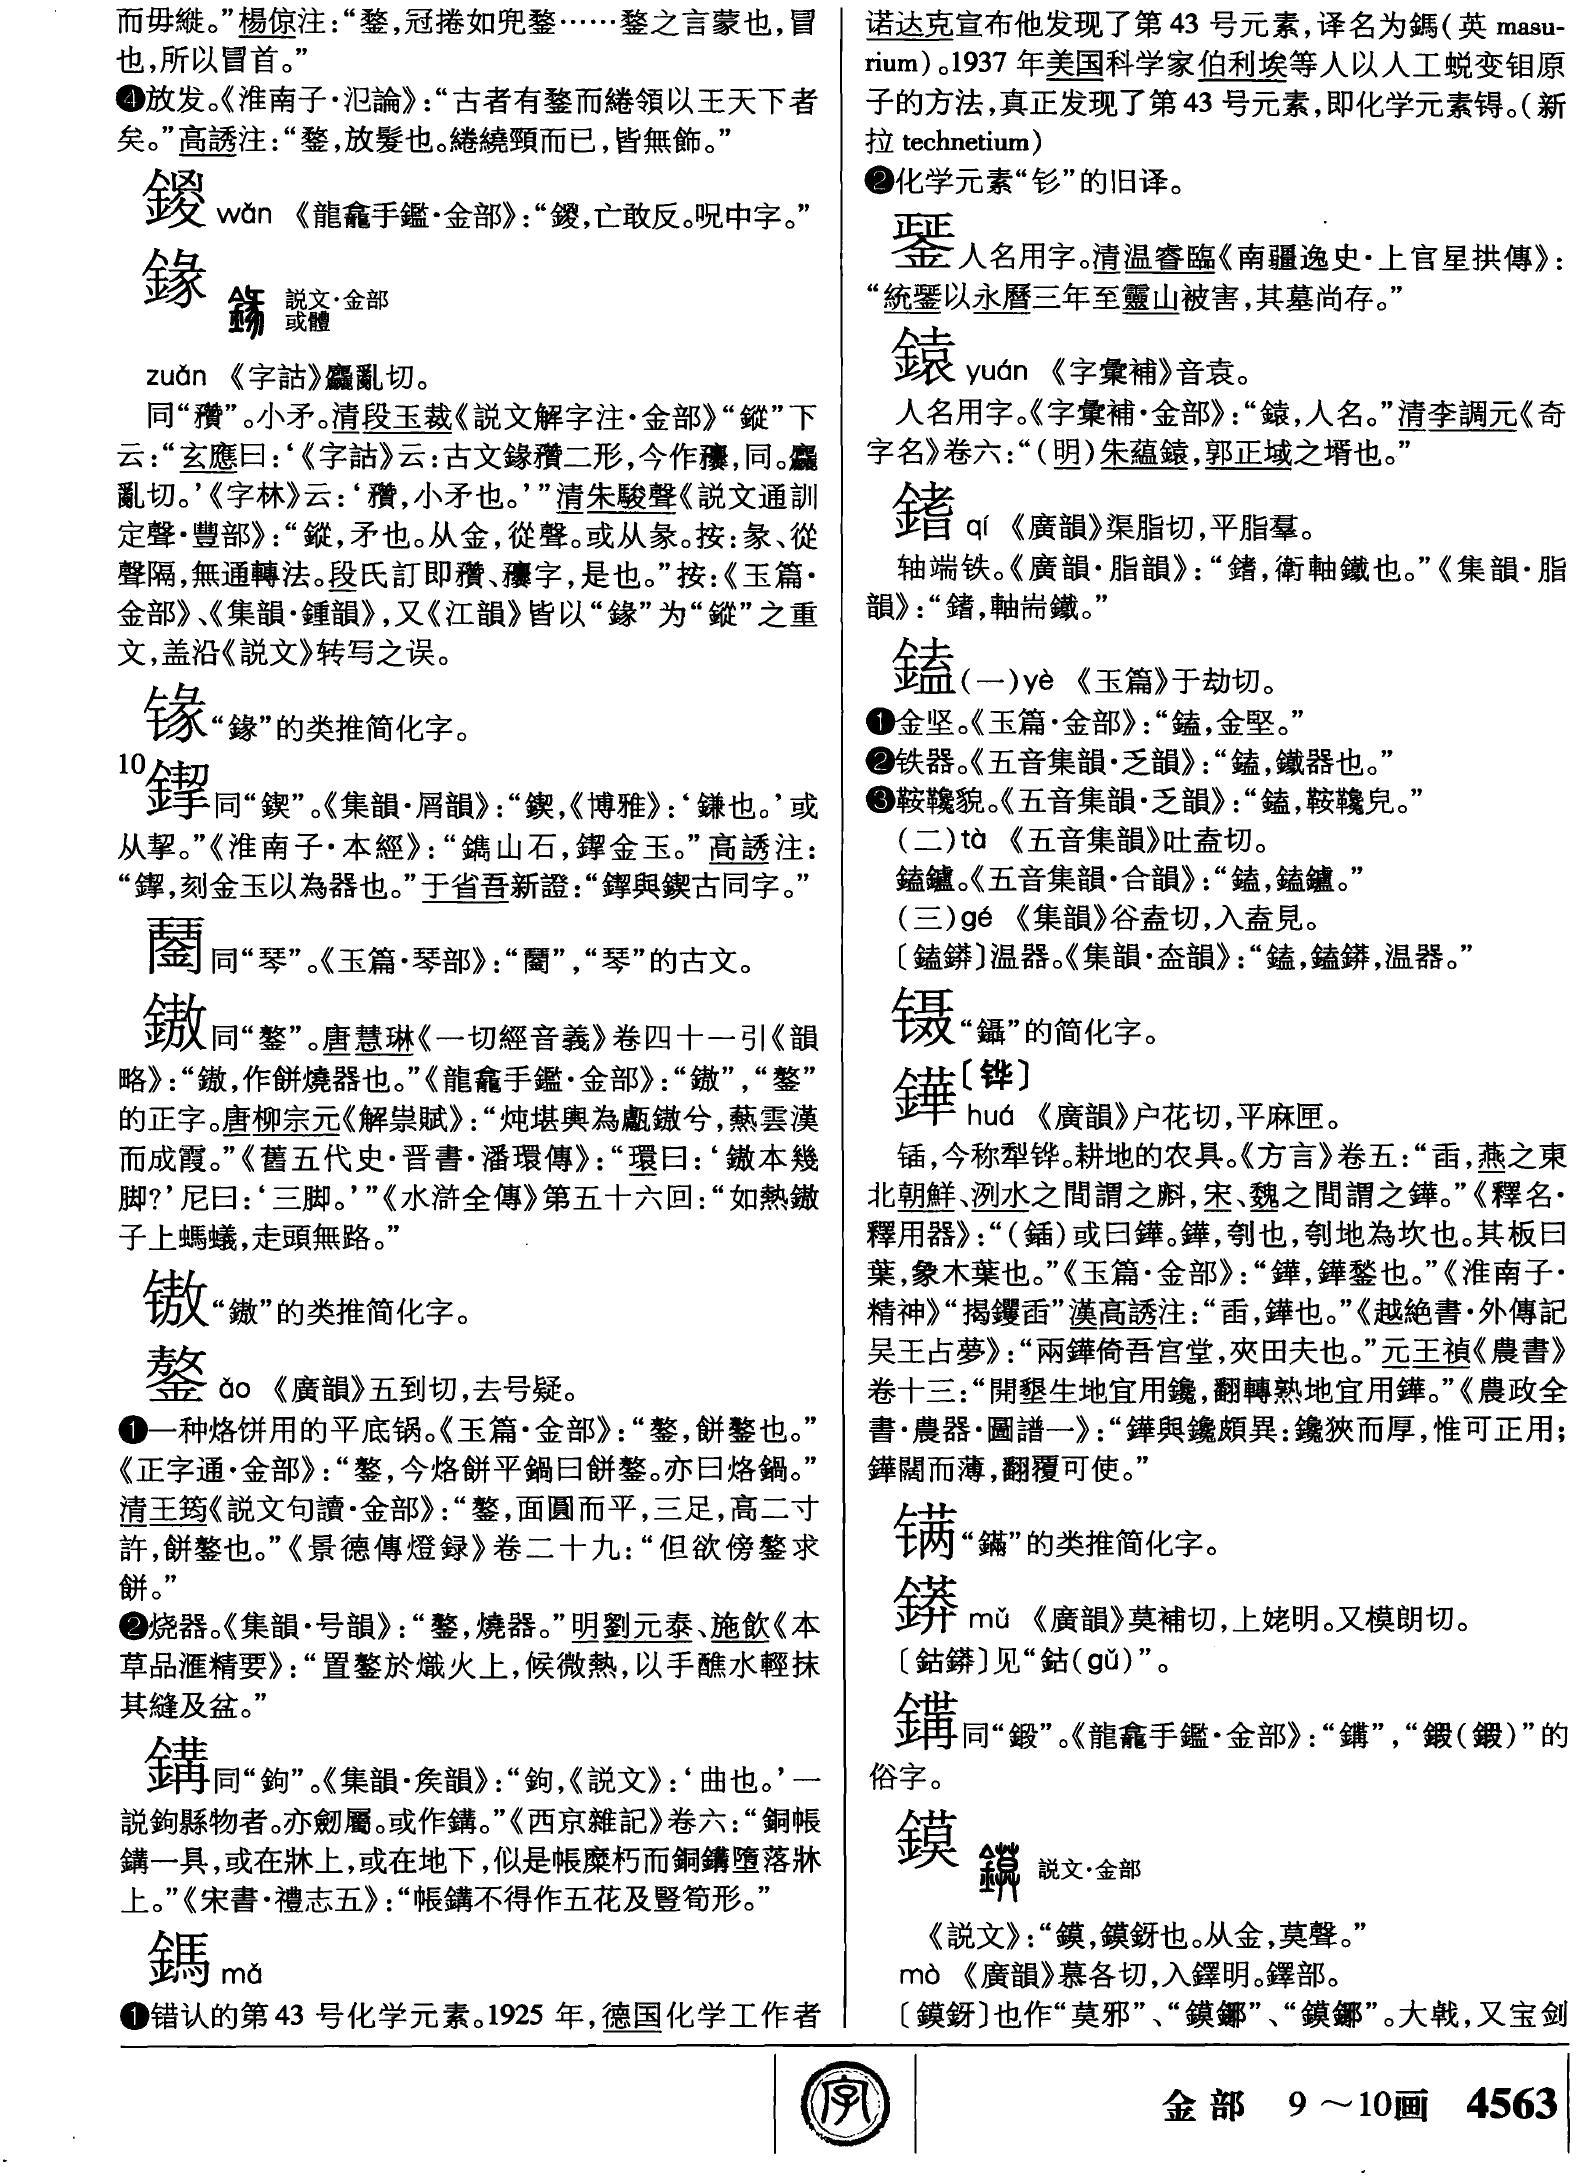 而毋縰。”楊倞注：“鍪，冠捲如兜鍪……鍪之言蒙也，冒
也，所以冒首。”
❹放发。《淮南子·氾論》：“古者有鍪而綣領以王天下者
矣。”高誘注：“鍪，放髮也。綣繞頸而已，皆無飾。”
鍐 wǎn 《龍龕手鑑·金部》：“鍐，亡敢反。呪中字。”
鎵 説文·金部
或體
zuǎn 《字詁》麤亂切。
同“穳”。小矛。清段玉裁《説文解字注·金部》“鏦”下
云：“玄應曰：‘《字詁》云：古文錄穳二形，今作𥎝，同。麤
亂切。’《字林》云：‘穳，小矛也。’”清朱駿聲《説文通訓
定聲·豐部》：“鏦，矛也。从金，從聲。或从彖。按：彖、從
聲隔，無通轉法。段氏訂即穳、𥎝字，是也。”按：《玉篇·
金部》、《集韻·鍾韻》，又《江韻》皆以“鋖”为“鏦”之重
文，盖沿《説文》转写之误。
“”的类推简化字。
10
同“鍥”。《集韻·屑韻》：“鍥，《博雅》：‘鎌也。’或
从挈。”《淮南子·本經》：“鐫山石，鍥金玉。”高誘注：
“，刻金玉以為器也。”于省吾新證：“與鍥古同字。”
同“琴”。《玉篇·琴部》：“”，“琴”的古文。
鏾同“鏊”。唐慧琳《一切經音義》卷四十一引《韻
略》：“，作餅燒器也。”《龍龕手鑑·金部》：“”，“鏊”
的正字。唐柳宗元《解祟賦》：“炖堪輿為甗兮，爇雲漢
而成霞。”《舊五代史·晋書·潘環傳》：“環曰：‘本幾
脚？’尼曰：‘三脚。’”《水滸全傳》第五十六回：“如熱
子上螞蟻，走頭無路。”
“”的类推简化字。
鏊 ào 《廣韻》五到切，去号疑。
❶一种烙饼用的平底锅。《玉篇·金部》：“鏊，餅鏊也。”
《正字通·金部》：“鏊，今烙餅平鍋曰餅鏊。亦曰烙鍋。”
清王筠《説文句讀·金部》：“鏊，面圓而平，三足，高二寸
許，餅鏊也。”《景德傳燈録》卷二十九：“但欲傍鏊求
餅。”
❷烧器。《集韻·号韻》：“鏊，燒器。”明劉元泰、施飲《本
草品滙精要》：“置鏊於熾火上，候微熱，以手醮水輕抹
其縫及盆。”
鎒同“鉤”。《集韻·矦韻》：“鉤，《説文》：‘曲也。’一
説鉤縣物者。亦劒屬。或作鎶。”《西京雜記》卷六：“銅帳
一具，或在牀上，或在地下，似是帳糜朽而銅墮落牀
上。”《宋書·禮志五》：“帳不得作五花及豎筍形。”
鎷 mǎ
❶错认的第43号化学元素。1925年，德国化学工作者
诺达克宣布他发现了第43号元素，译名为鎷（英 masu-
rium）。1937年美国科学家伯利埃等人以人工蜕变钼原
子的方法，真正发现了第43号元素，即化学元素锝。（新
拉 technetium）
❷化学元素“钐”的旧译。
人名用字。清温睿臨《南疆逸史·上官星拱傳》：
“統以永曆三年至靈山被害，其墓尚存。”
鎱 yuán 《字彙補》音袁。
人名用字。《字彙補·金部》：“鎱，人名。”清李調元《奇
字名》卷六：“（明）朱蘊鎱，郭正域之壻也。”
鍺 qí 《廣韻》渠脂切，平脂羣。
轴端铁。《廣韻·脂韻》：“，衛軸鐵也。”《集韻·脂
韻》：“，軸耑鐵。”
鎑（一）yè 《玉篇》于劫切。
❶金坚。《玉篇·金部》：“鎑，金堅。”
❷铁器。《五音集韻·乏韻》：“鎑，鐵器也。”
❸鞍鞴貌。《五音集韻·乏韻》：“鎑，鞍皃。”
（二）tà 《五音集韻》吐盍切。
鎑鑪。《五音集韻·合韻》：“鎑，鎑鑪。”
（三）gé 《集韻》谷盍切，入盍見。
〔鎑〕温器。《集韻·盇韻》：“鎑，鎑，温器。”
镊“鑷”的简化字。
鏵〔铧〕
huá 《廣韻》户花切，平麻匣。
锸，今称犁铧。耕地的农具。《方言》卷五：“臿，燕之東
北朝鮮、洌水之間謂之䣭，宋、魏之間謂之鏵。”《釋名·
釋用器》：“（鍤）或曰鏵。鏵，刳也，刳地為坎也。其板曰
葉，象木葉也。”《玉篇·金部》：“鏵，鏵鍫也。”《淮南子·
精神》“揭钁臿”漢高誘注：“臿，鏵也。”《越絶書·外傳記
吴王占夢》：“兩鏵倚吾宫堂，夾田夫也。”元王禎《農書》
卷十三：“開墾生地宜用鑱，翻轉熟地宜用鏵。”《農政全
書·農器·圖譜一》：“鏵與鑱頗異：鑱狹而厚，惟可正用；
鏵闊而薄，翻覆可使。”
“鏋”的类推简化字。
mǔ 《廣韻》莫補切，上姥明。又模朗切。
〔鈷〕见“鈷（gǔ）”。
同“鍛”。《龍龕手鑑·金部》：“”，“鍜（鍛）”的
俗字。
鏌 説文·金部
《説文》：“鏌，鏌釾也。从金，莫聲。”
mò 《廣韻》慕各切，入鐸明。鐸部。
〔鏌釾〕也作“莫邪”、“鏌鋣”、“鏌鎁”。大戟，又宝剑
字
金部 9～10画 4563